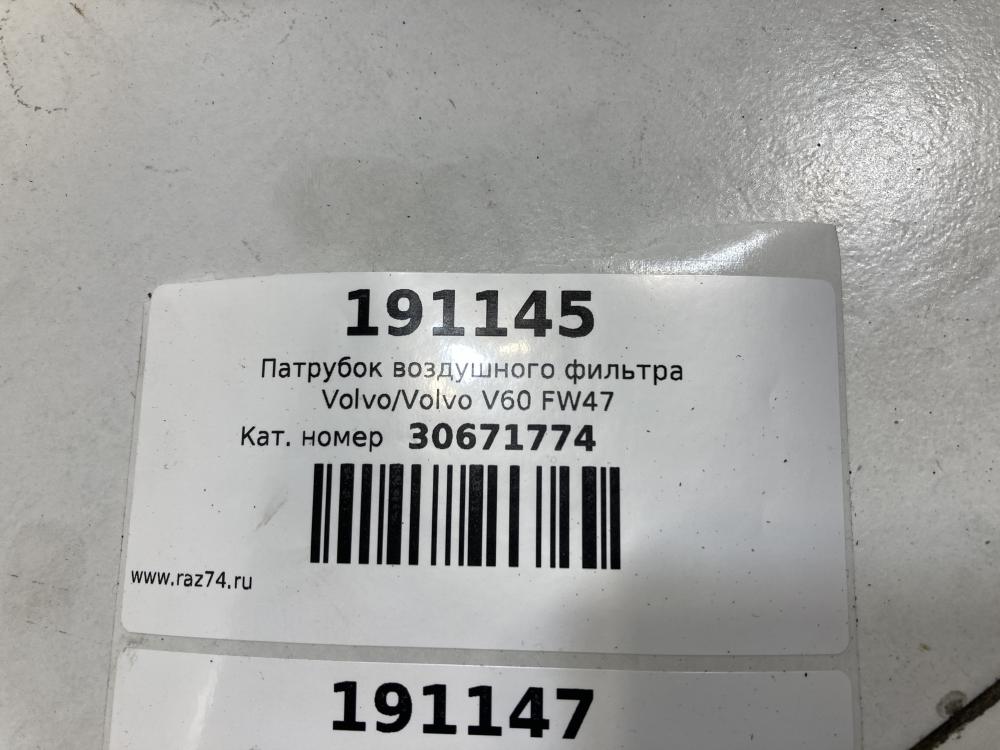 191145
Патрубок воздушного фильтра
Volvo/Volvo V60 FW47
Кат. номер 30671774
www.raz74.ru
191147